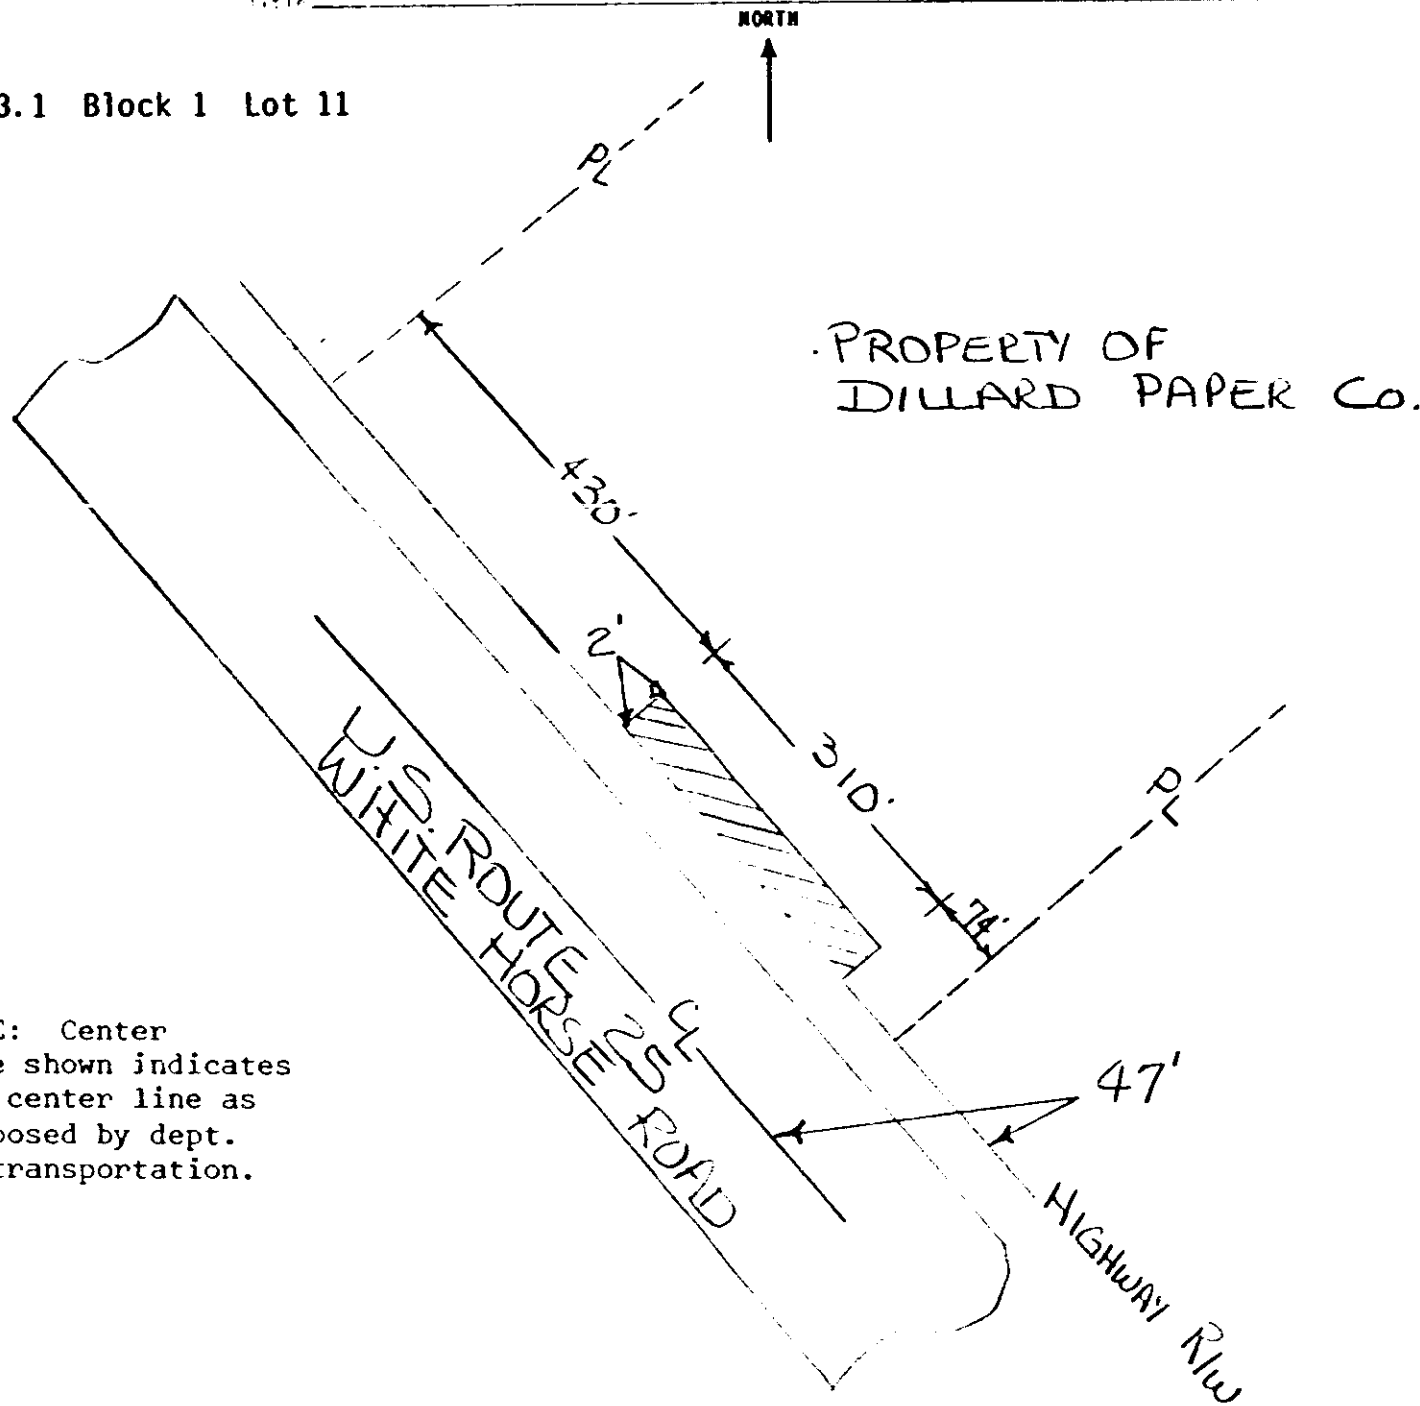 NORTH
3.1 Block 1 Lot 11
PL
PROPERTY OF
DILLARD PAPER Co.
430'
2'
310'
PL
74'
U.S. ROUTE 25
WHITE HORSE ROAD
CL
47'
HIGHWAY R/W
: Center
shown indicates
center line as
posed by dept.
transportation.